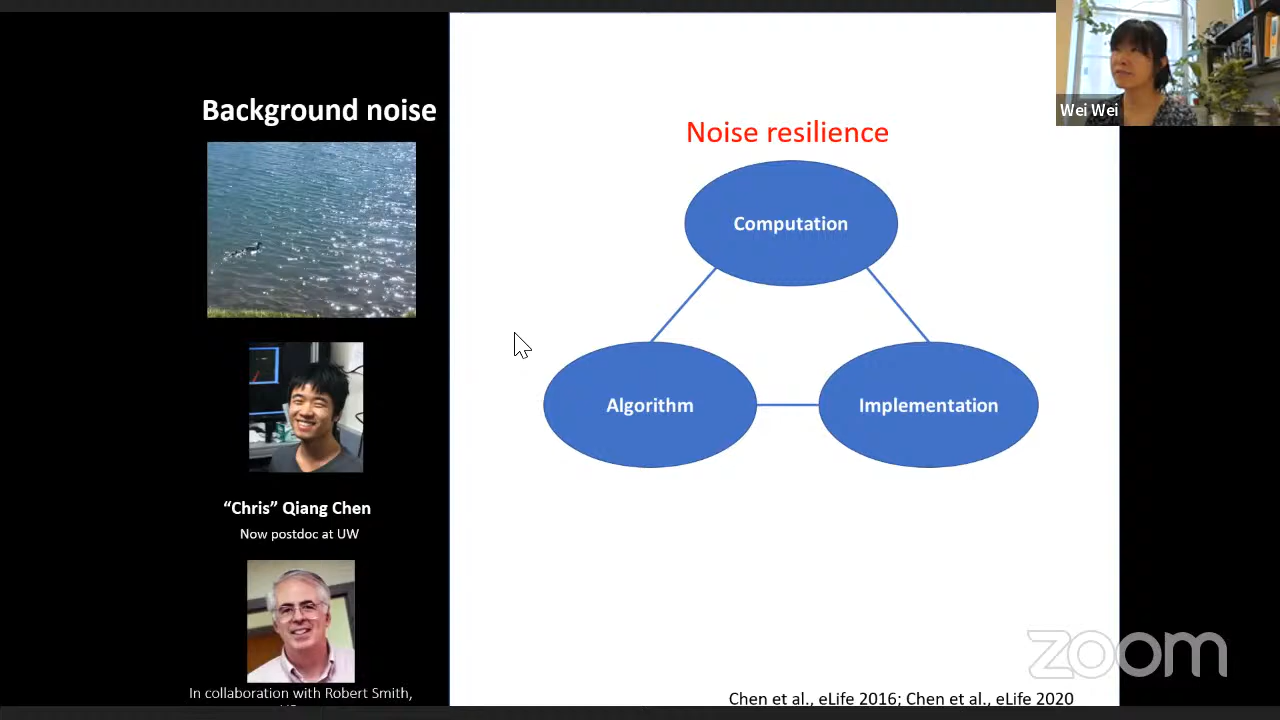 Background noise
“Chris” Qiang Chen
Now postdoc at UW
In collaboration with Robert Smith,
Noise resilience
Computation
Algorithm
Implementation
Chen et al., eLife 2016; Chen et al., eLife 2020
Wei Wei
zoom